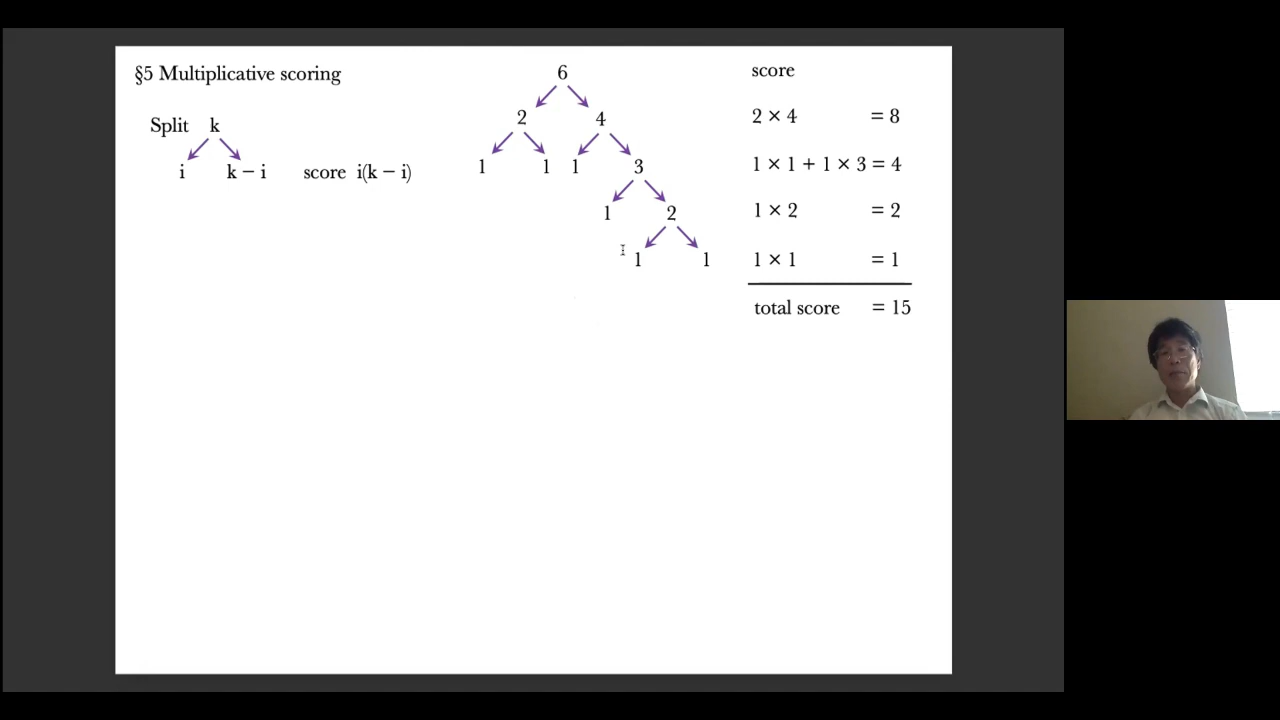 §5 Multiplicative scoring
Split k
i k − i score i(k − i)
6
2 4
1 1 1 3
1 2
1 1
score
2 × 4 = 8
1 × 1 + 1 × 3 = 4
1 × 2 = 2
1 × 1 = 1
total score = 15